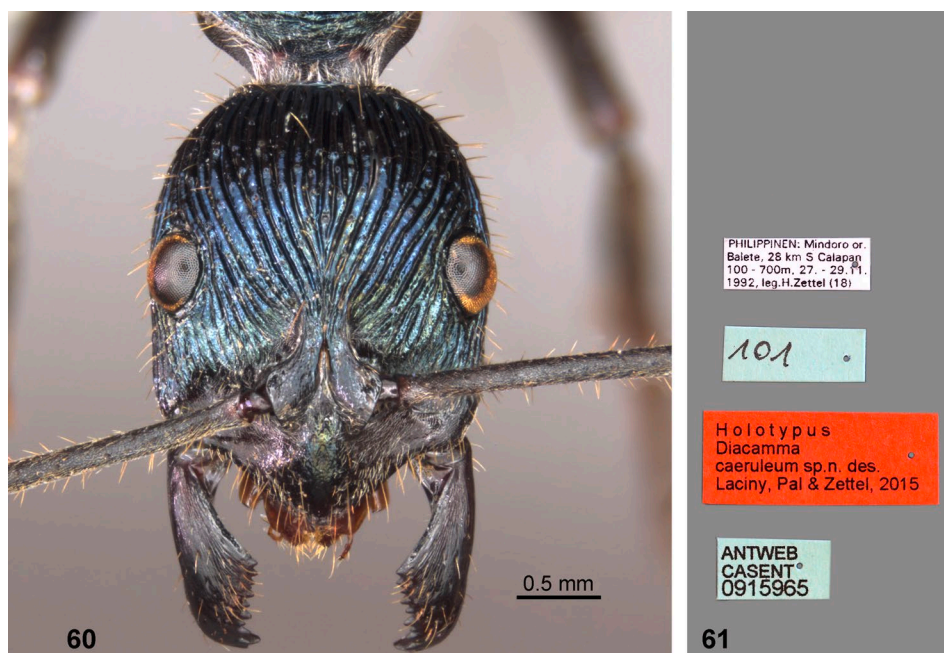 0.5 mm
60
PHILIPPINEN: Mindoro or.
Balete, 28 km S Calapan
100 - 700m, 27. - 29.11.
1992, leg.H.Zettel (18)
101
Holotypus
Diacamma
caeruleum sp.n. des.
Laciny, Pal & Zettel, 2015
ANTWEB
CASENT
0915965
61